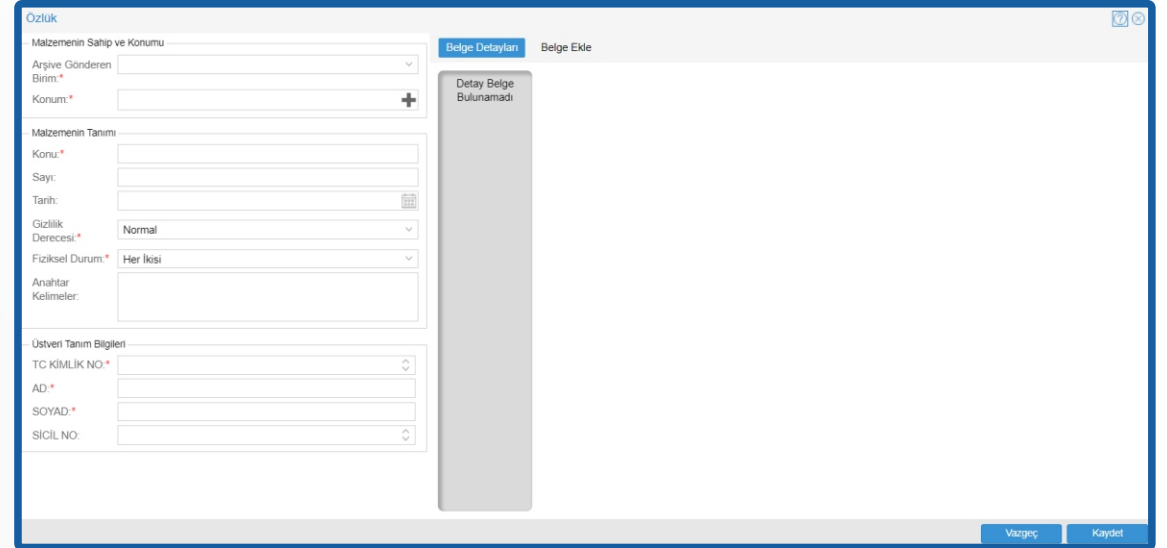 Özlük
Malzemenin Sahip ve Konumu
Arşive Gönderen
Birim:*
Konum:*
Malzemenin Tanımı
Konu:*
Sayı:
Tarih:
Gizlilik
Derecesi:*
Normal
Fiziksel Durum:*
Her İkisi
Anahtar
Kelimeler:
Üstveri Tanım Bilgileri
TC KİMLİK NO:*
AD:*
SOYAD:*
SİCİL NO:
Belge Detayları
Belge Ekle
Detay Belge
Bulunamadı
Vazgeç
Kaydet